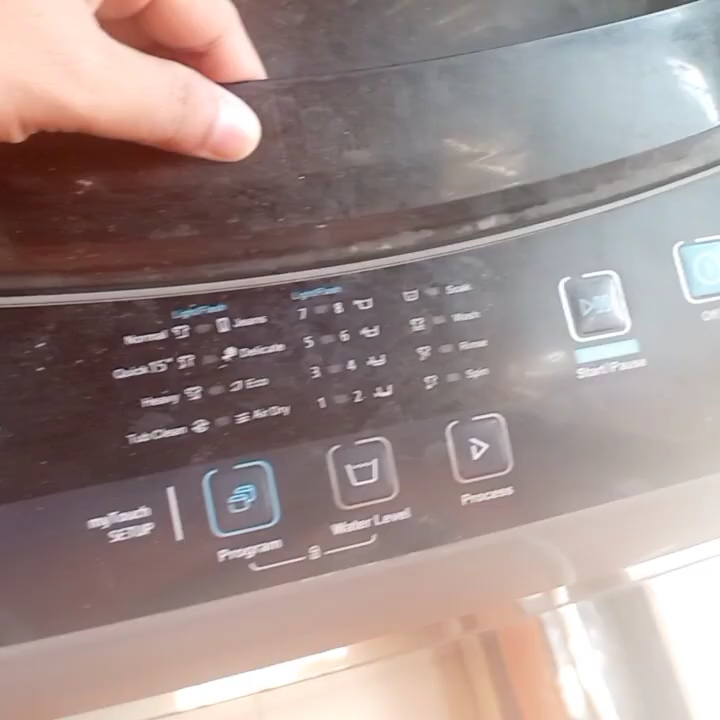 Light Flash
Normal Jeans
Quick 15" Delicate
Heavy Eco
Tub Clean Air Dry
Light Flash
7 8
5 6
3 4
1 2
Soak
Wash
Rinse
Spin
Start/Pause
myTouch
SETUP
Program
Water Level
Process